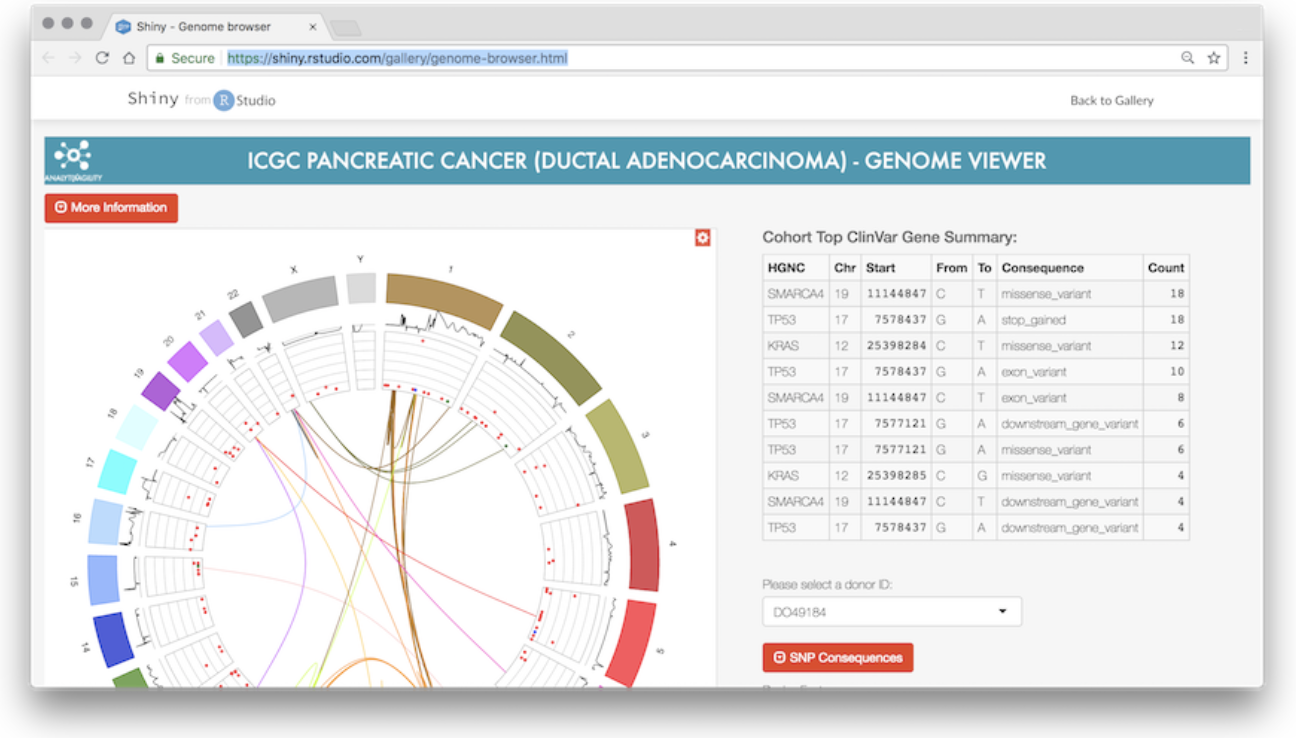 Shiny - Genome browser
Secure https://shiny.rstudio.com/gallery/genome-browser.html
Shiny from R Studio
Back to Gallery
ICGC PANCREATIC CANCER (DUCTAL ADENOCARCINOMA) - GENOME VIEWER
More Information
Cohort Top ClinVar Gene Summary:
HGNC Chr Start From To Consequence Count
SMARCA4 19 11144847 C T missense_variant 18
TP53 17 7578437 G A stop_gained 18
KRAS 12 25398284 C T missense_variant 12
TP53 17 7578437 G A exon_variant 10
SMARCA4 19 11144847 C T exon_variant 8
TP53 17 7577121 G A downstream_gene_variant 6
TP53 17 7577121 G A missense_variant 6
KRAS 12 25398285 C G missense_variant 4
SMARCA4 19 11144847 C T downstream_gene_variant 4
TP53 17 7578437 G A downstream_gene_variant 4
Please select a donor ID:
DO49184
SNP Consequences
X
Y
1
2
3
4
5
14
15
16
17
18
19
20
21
22